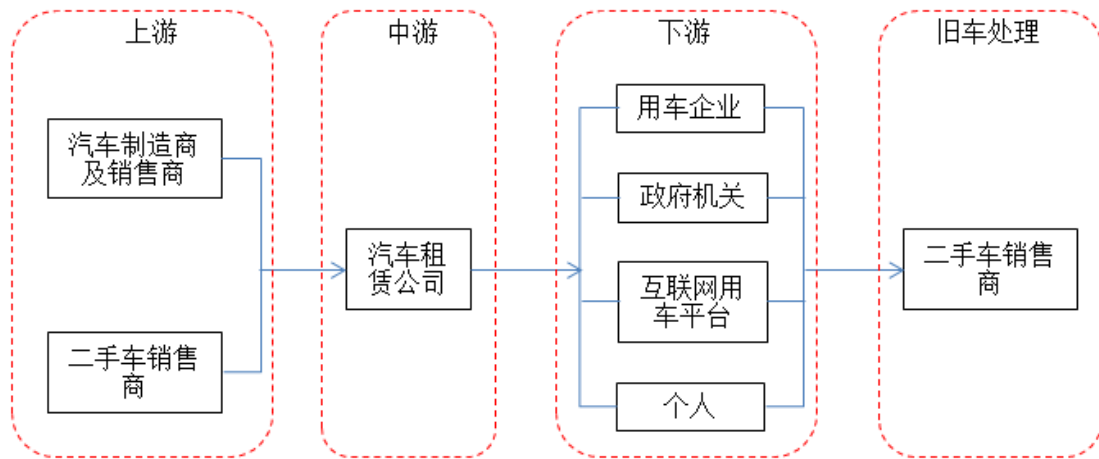 上游
汽车制造商
及销售商
二手车销售
商
中游
汽车租
赁公司
下游
用车企业
政府机关
互联网用
车平台
个人
旧车处理
二手车销售
商